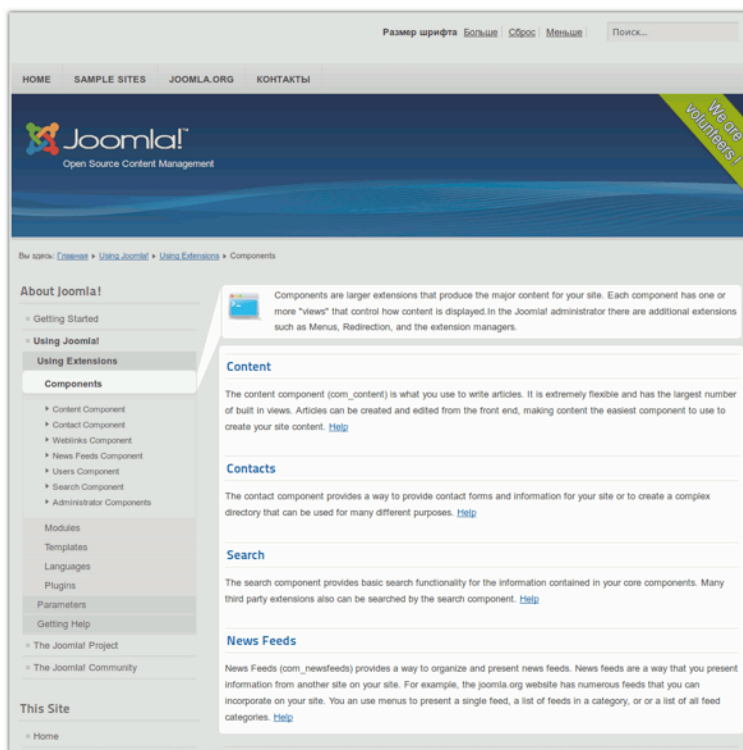 Размер шрифта Больше Сброс Меньше Поиск...
HOME SAMPLE SITES JOOMLA.ORG КОНТАКТЫ
We are
volunteers!
Joomla!™
Open Source Content Management
Вы здесь: Главная Using Joomla! Using Extensions Components
About Joomla!
Getting Started
Using Joomla!
Using Extensions
Components
Content Component
Contact Component
Weblinks Component
News Feeds Component
Users Component
Search Component
Administrator Components
Modules
Templates
Languages
Plugins
Parameters
Getting Help
The Joomla! Project
The Joomla! Community
This Site
Home
Components are larger extensions that produce the major content for your site. Each component has one or
more "views" that control how content is displayed.In the Joomla! administrator there are additional extensions
such as Menus, Redirection, and the extension managers.
Content
The content component (com_content) is what you use to write articles. It is extremely flexible and has the largest number
of built in views. Articles can be created and edited from the front end, making content the easiest component to use to
create your site content. Help
Contacts
The contact component provides a way to provide contact forms and information for your site or to create a complex
directory that can be used for many different purposes. Help
Search
The search component provides basic search functionality for the information contained in your core components. Many
third party extensions also can be searched by the search component. Help
News Feeds
News Feeds (com_newsfeeds) provides a way to organize and present news feeds. News feeds are a way that you present
information from another site on your site. For example, the joomla.org website has numerous feeds that you can
incorporate on your site. You an use menus to present a single feed, a list of feeds in a category, or or a list of all feed
categories. Help